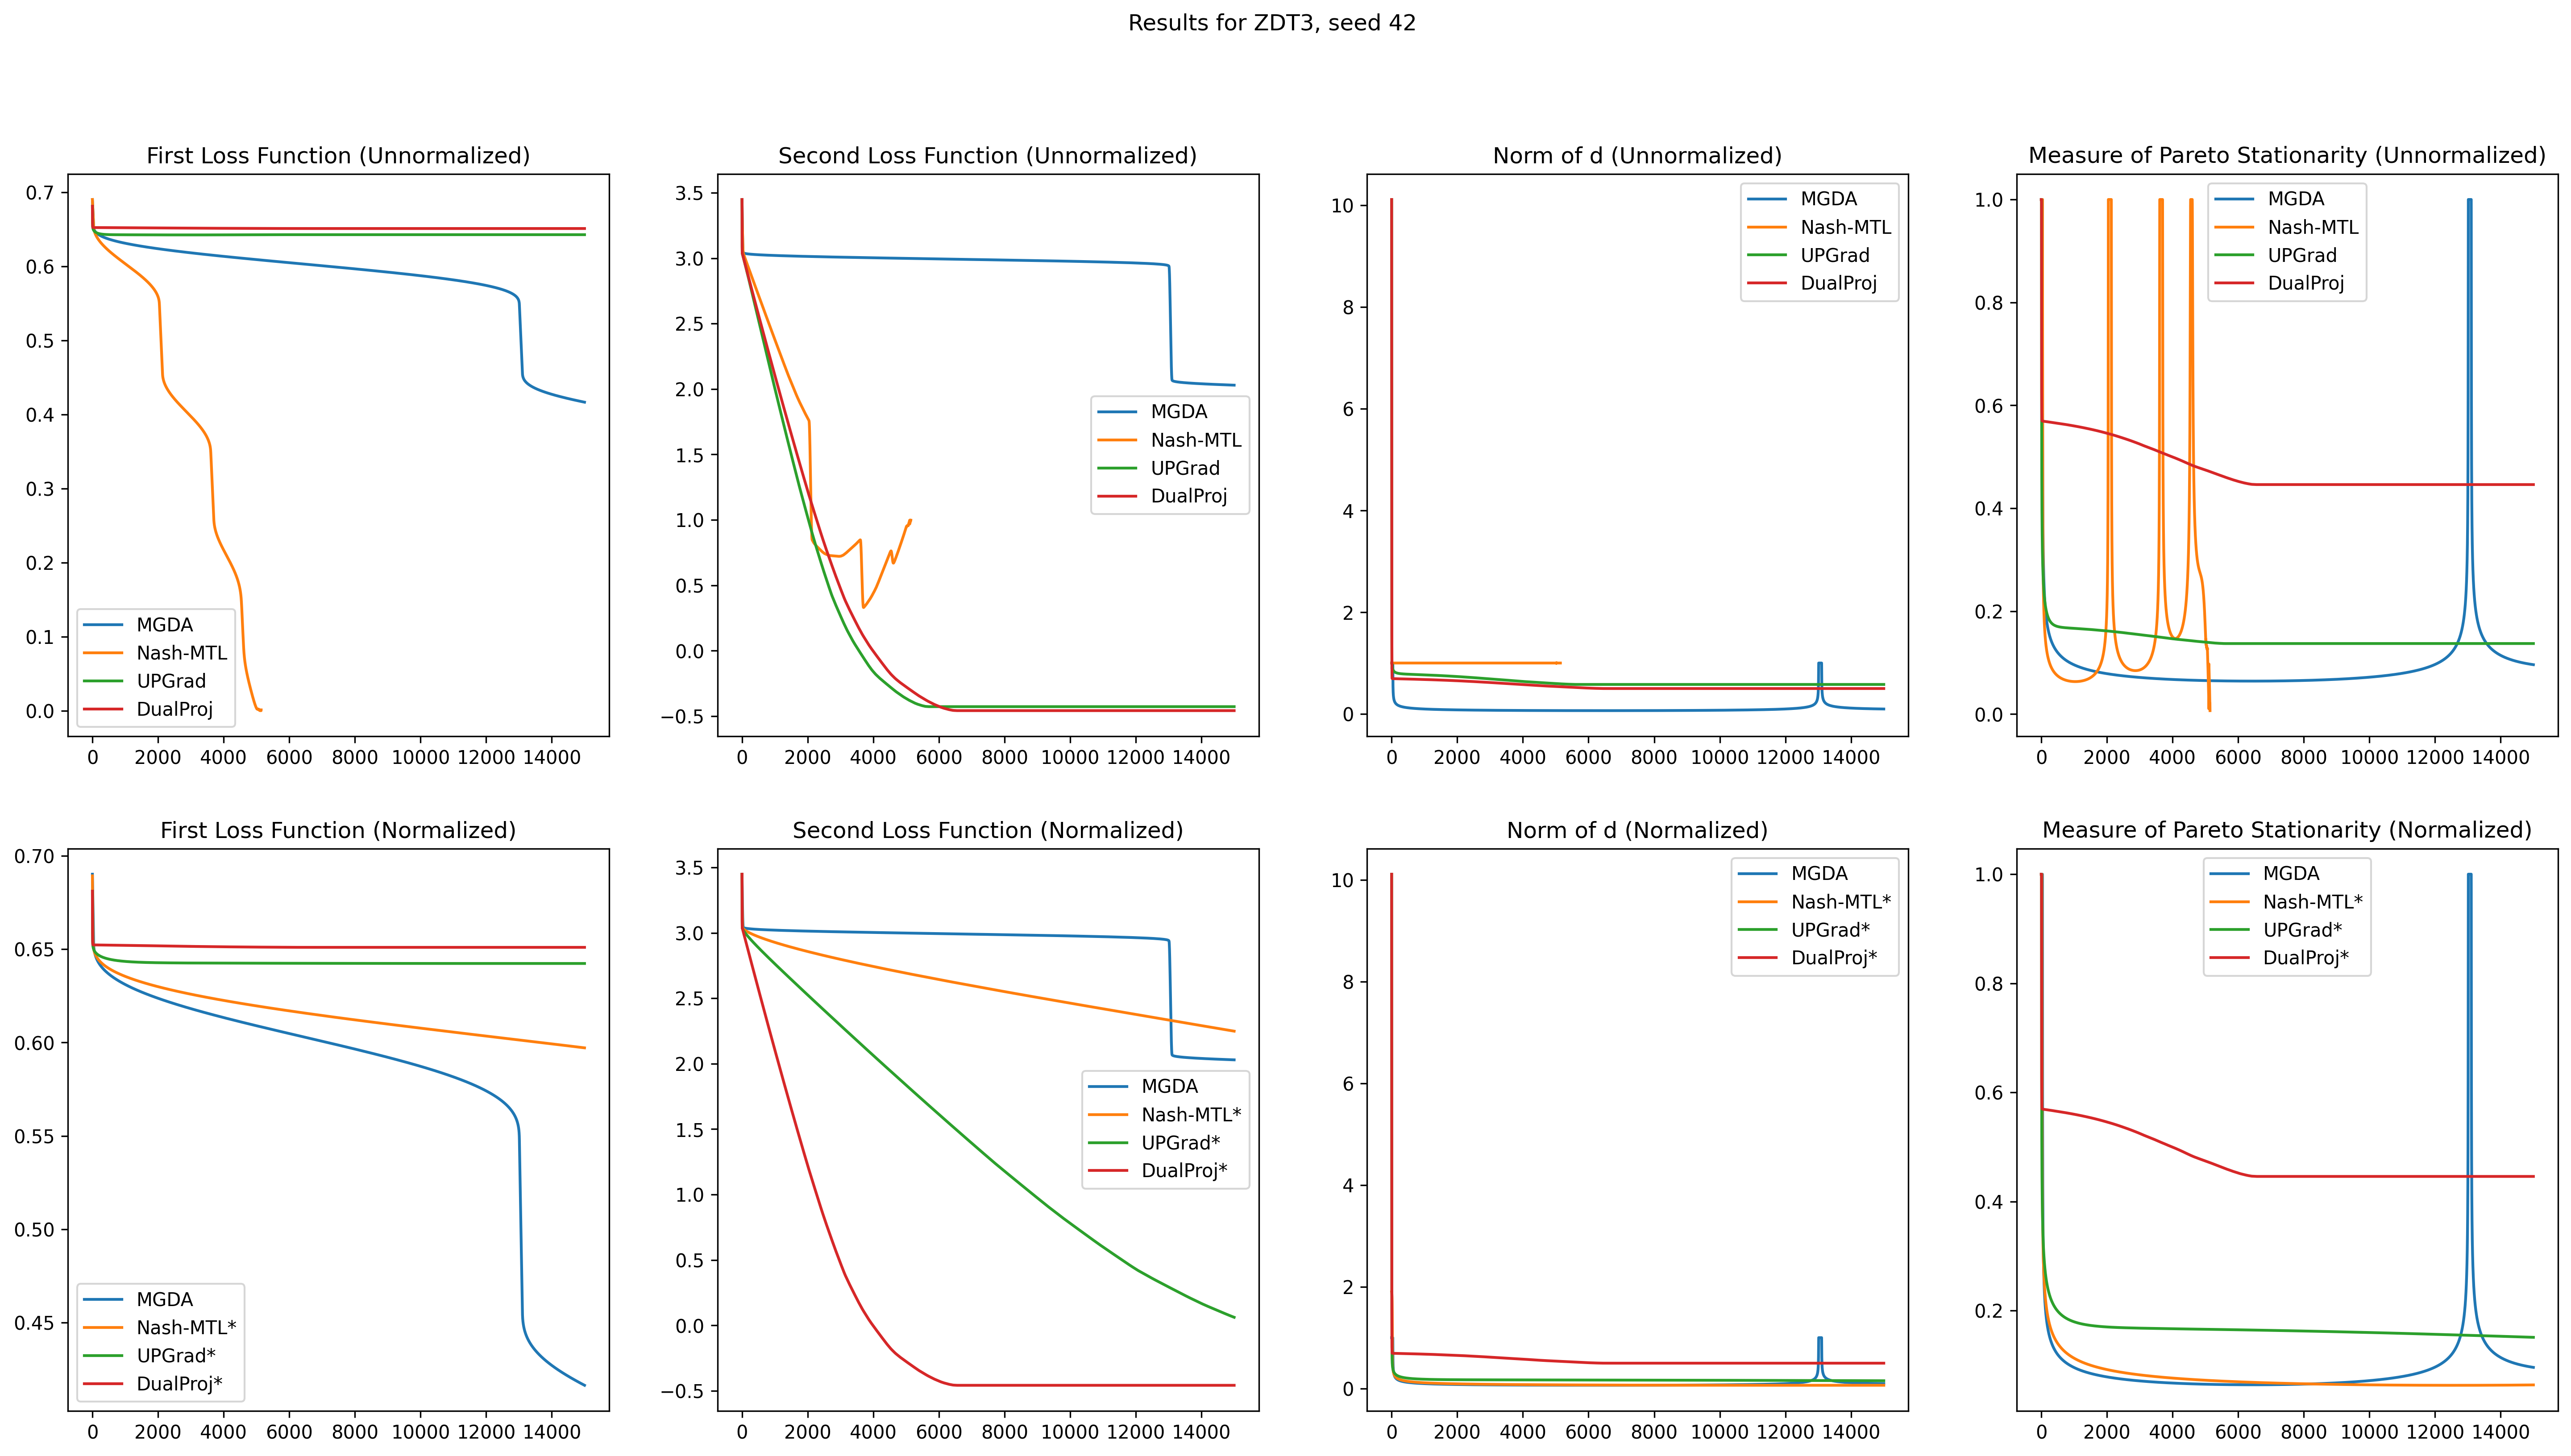 Results for ZDT3, seed 42
First Loss Function (Unnormalized)
0.7
0.6
0.5
0.4
0.3
0.2
0.1
0.0
MGDA
Nash-MTL
UPGrad
DualProj
0 2000 4000 6000 8000 10000 12000 14000
Second Loss Function (Unnormalized)
3.5
3.0
2.5
2.0
1.5
1.0
0.5
0.0
−0.5
MGDA
Nash-MTL
UPGrad
DualProj
0 2000 4000 6000 8000 10000 12000 14000
Norm of d (Unnormalized)
10
8
6
4
2
0
MGDA
Nash-MTL
UPGrad
DualProj
0 2000 4000 6000 8000 10000 12000 14000
Measure of Pareto Stationarity (Unnormalized)
1.0
0.8
0.6
0.4
0.2
0.0
MGDA
Nash-MTL
UPGrad
DualProj
0 2000 4000 6000 8000 10000 12000 14000
First Loss Function (Normalized)
0.70
0.65
0.60
0.55
0.50
0.45
MGDA
Nash-MTL*
UPGrad*
DualProj*
0 2000 4000 6000 8000 10000 12000 14000
Second Loss Function (Normalized)
3.5
3.0
2.5
2.0
1.5
1.0
0.5
0.0
−0.5
MGDA
Nash-MTL*
UPGrad*
DualProj*
0 2000 4000 6000 8000 10000 12000 14000
Norm of d (Normalized)
10
8
6
4
2
0
MGDA
Nash-MTL*
UPGrad*
DualProj*
0 2000 4000 6000 8000 10000 12000 14000
Measure of Pareto Stationarity (Normalized)
1.0
0.8
0.6
0.4
0.2
MGDA
Nash-MTL*
UPGrad*
DualProj*
0 2000 4000 6000 8000 10000 12000 14000